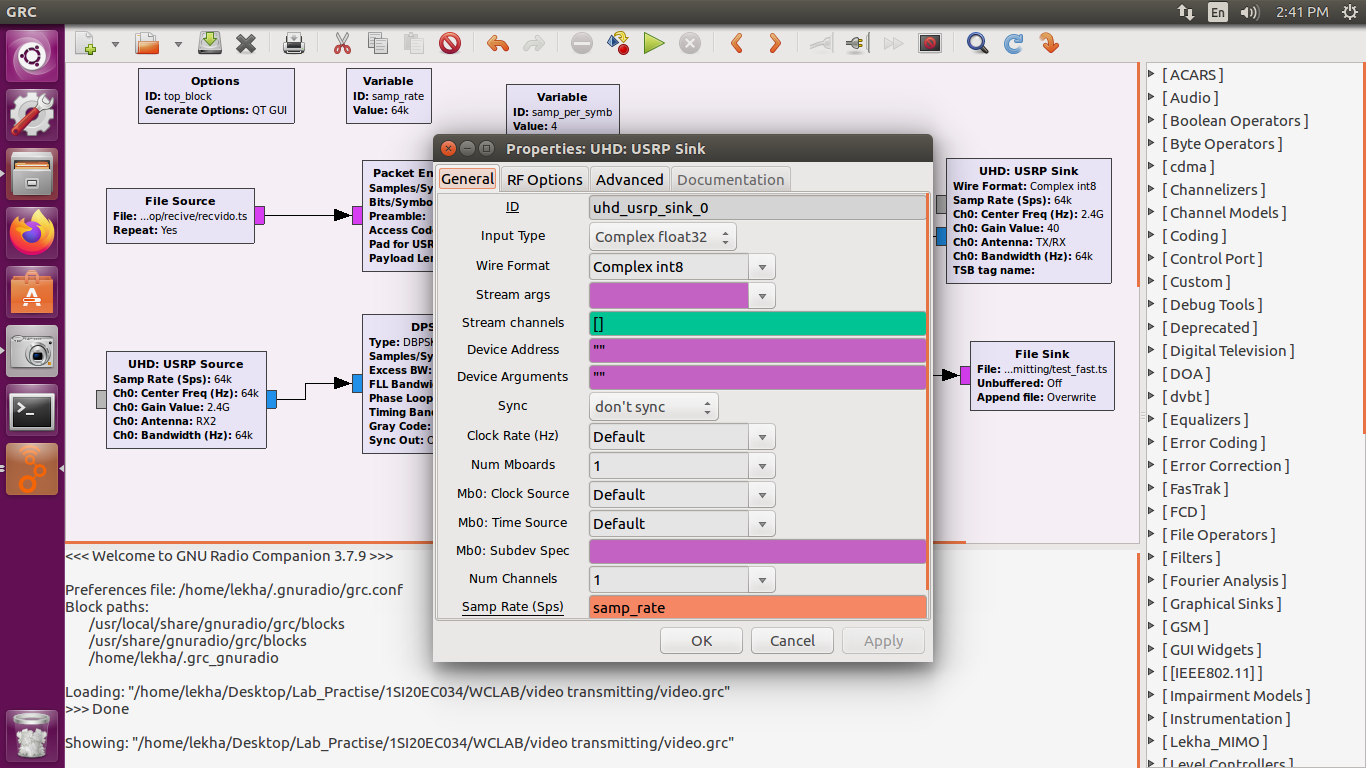 GRC
En
2:41 PM
Options
ID: top_block
Generate Options: QT GUI
Variable
ID: samp_rate
Value: 64k
Variable
ID: samp_per_symb
Value: 4
File Source
File: ...op/recive/recvido.ts
Repeat: Yes
Packet En
Samples/Sy
Bits/Symbo
Preamble:
Access Code
Pad for USR
Payload Len
UHD: USRP Source
Samp Rate (Sps): 64k
Ch0: Center Freq (Hz): 64k
Ch0: Gain Value: 2.4G
Ch0: Antenna: RX2
Ch0: Bandwidth (Hz): 64k
DPS
Type: DBPSK
Samples/Sy
Excess BW:
FLL Bandwi
Phase Loop
Timing Band
Gray Code:
Sync Out: O
Properties: UHD: USRP Sink
General
RF Options
Advanced
Documentation
ID
uhd_usrp_sink_0
Input Type
Complex float32
Wire Format
Complex int8
Stream args
Stream channels
[]
Device Address
""
Device Arguments
""
Sync
don't sync
Clock Rate (Hz)
Default
Num Mboards
1
Mb0: Clock Source
Default
Mb0: Time Source
Default
Mb0: Subdev Spec
Num Channels
1
Samp Rate (Sps)
samp_rate
OK
Cancel
Apply
UHD: USRP Sink
Wire Format: Complex int8
Samp Rate (Sps): 64k
Ch0: Center Freq (Hz): 2.4G
Ch0: Gain Value: 40
Ch0: Antenna: TX/RX
Ch0: Bandwidth (Hz): 64k
TSB tag name:
File Sink
File: ...mitting/test_fast.ts
Unbuffered: Off
Append file: Overwrite
<<< Welcome to GNU Radio Companion 3.7.9 >>>
Preferences file: /home/lekha/.gnuradio/grc.conf
Block paths:
/usr/local/share/gnuradio/grc/blocks
/usr/share/gnuradio/grc/blocks
/home/lekha/.grc_gnuradio
Loading: "/home/lekha/Desktop/Lab_Practise/1SI20EC034/WCLAB/video transmitting/video.grc"
>>> Done
Showing: "/home/lekha/Desktop/Lab_Practise/1SI20EC034/WCLAB/video transmitting/video.grc"
[ ACARS ]
[ Audio ]
[ Boolean Operators ]
[ Byte Operators ]
[ cdma ]
[ Channelizers ]
[ Channel Models ]
[ Coding ]
[ Control Port ]
[ Custom ]
[ Debug Tools ]
[ Deprecated ]
[ Digital Television ]
[ DOA ]
[ dvbt ]
[ Equalizers ]
[ Error Coding ]
[ Error Correction ]
[ FasTrak ]
[ FCD ]
[ File Operators ]
[ Filters ]
[ Fourier Analysis ]
[ Graphical Sinks ]
[ GSM ]
[ GUI Widgets ]
[ [IEEE802.11] ]
[ Impairment Models ]
[ Instrumentation ]
[ Lekha_MIMO ]
[ Level Controllers ]